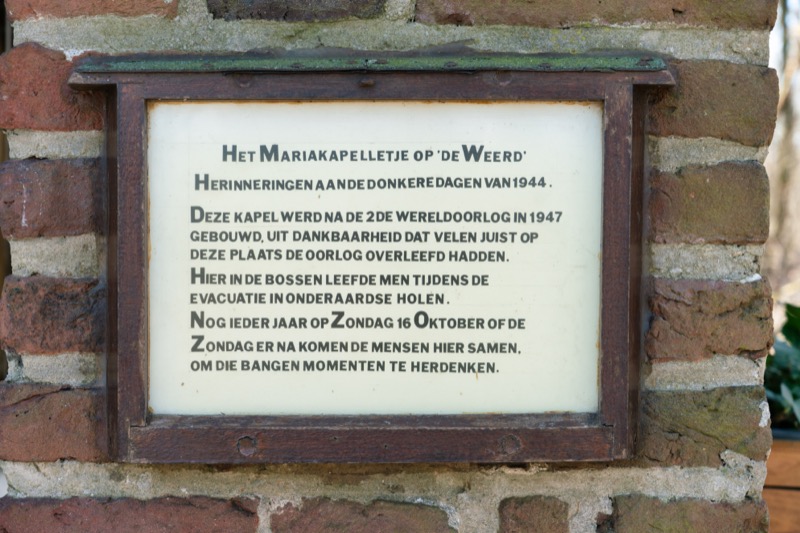 Het Mariakapelletje op 'de Weerd'
Herinneringen aan de donkere dagen van 1944.
Deze kapel werd na de 2de wereldoorlog in 1947
gebouwd, uit dankbaarheid dat velen juist op
deze plaats de oorlog overleefd hadden.
Hier in de bossen leefde men tijdens de
evacuatie in onderaardse holen.
Nog ieder jaar op Zondag 16 Oktober of de
Zondag er na komen de mensen hier samen,
om die bangen momenten te herdenken.